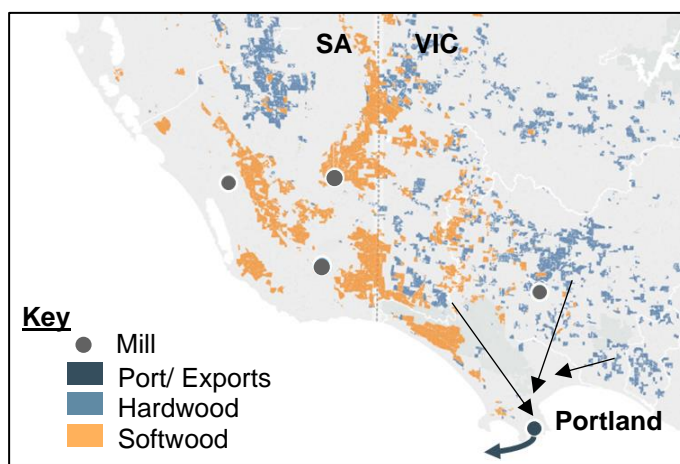 SA VIC
Key
Mill
Port/ Exports
Hardwood
Softwood
Portland